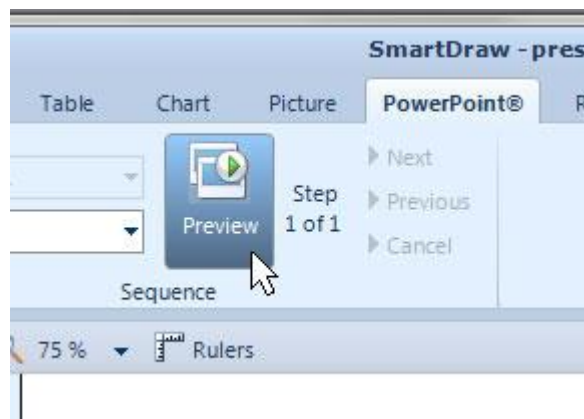 SmartDraw - pres
Table Chart Picture PowerPoint®
Next
Step
Previous
Preview
1 of 1
Cancel
Sequence
75 % Rulers